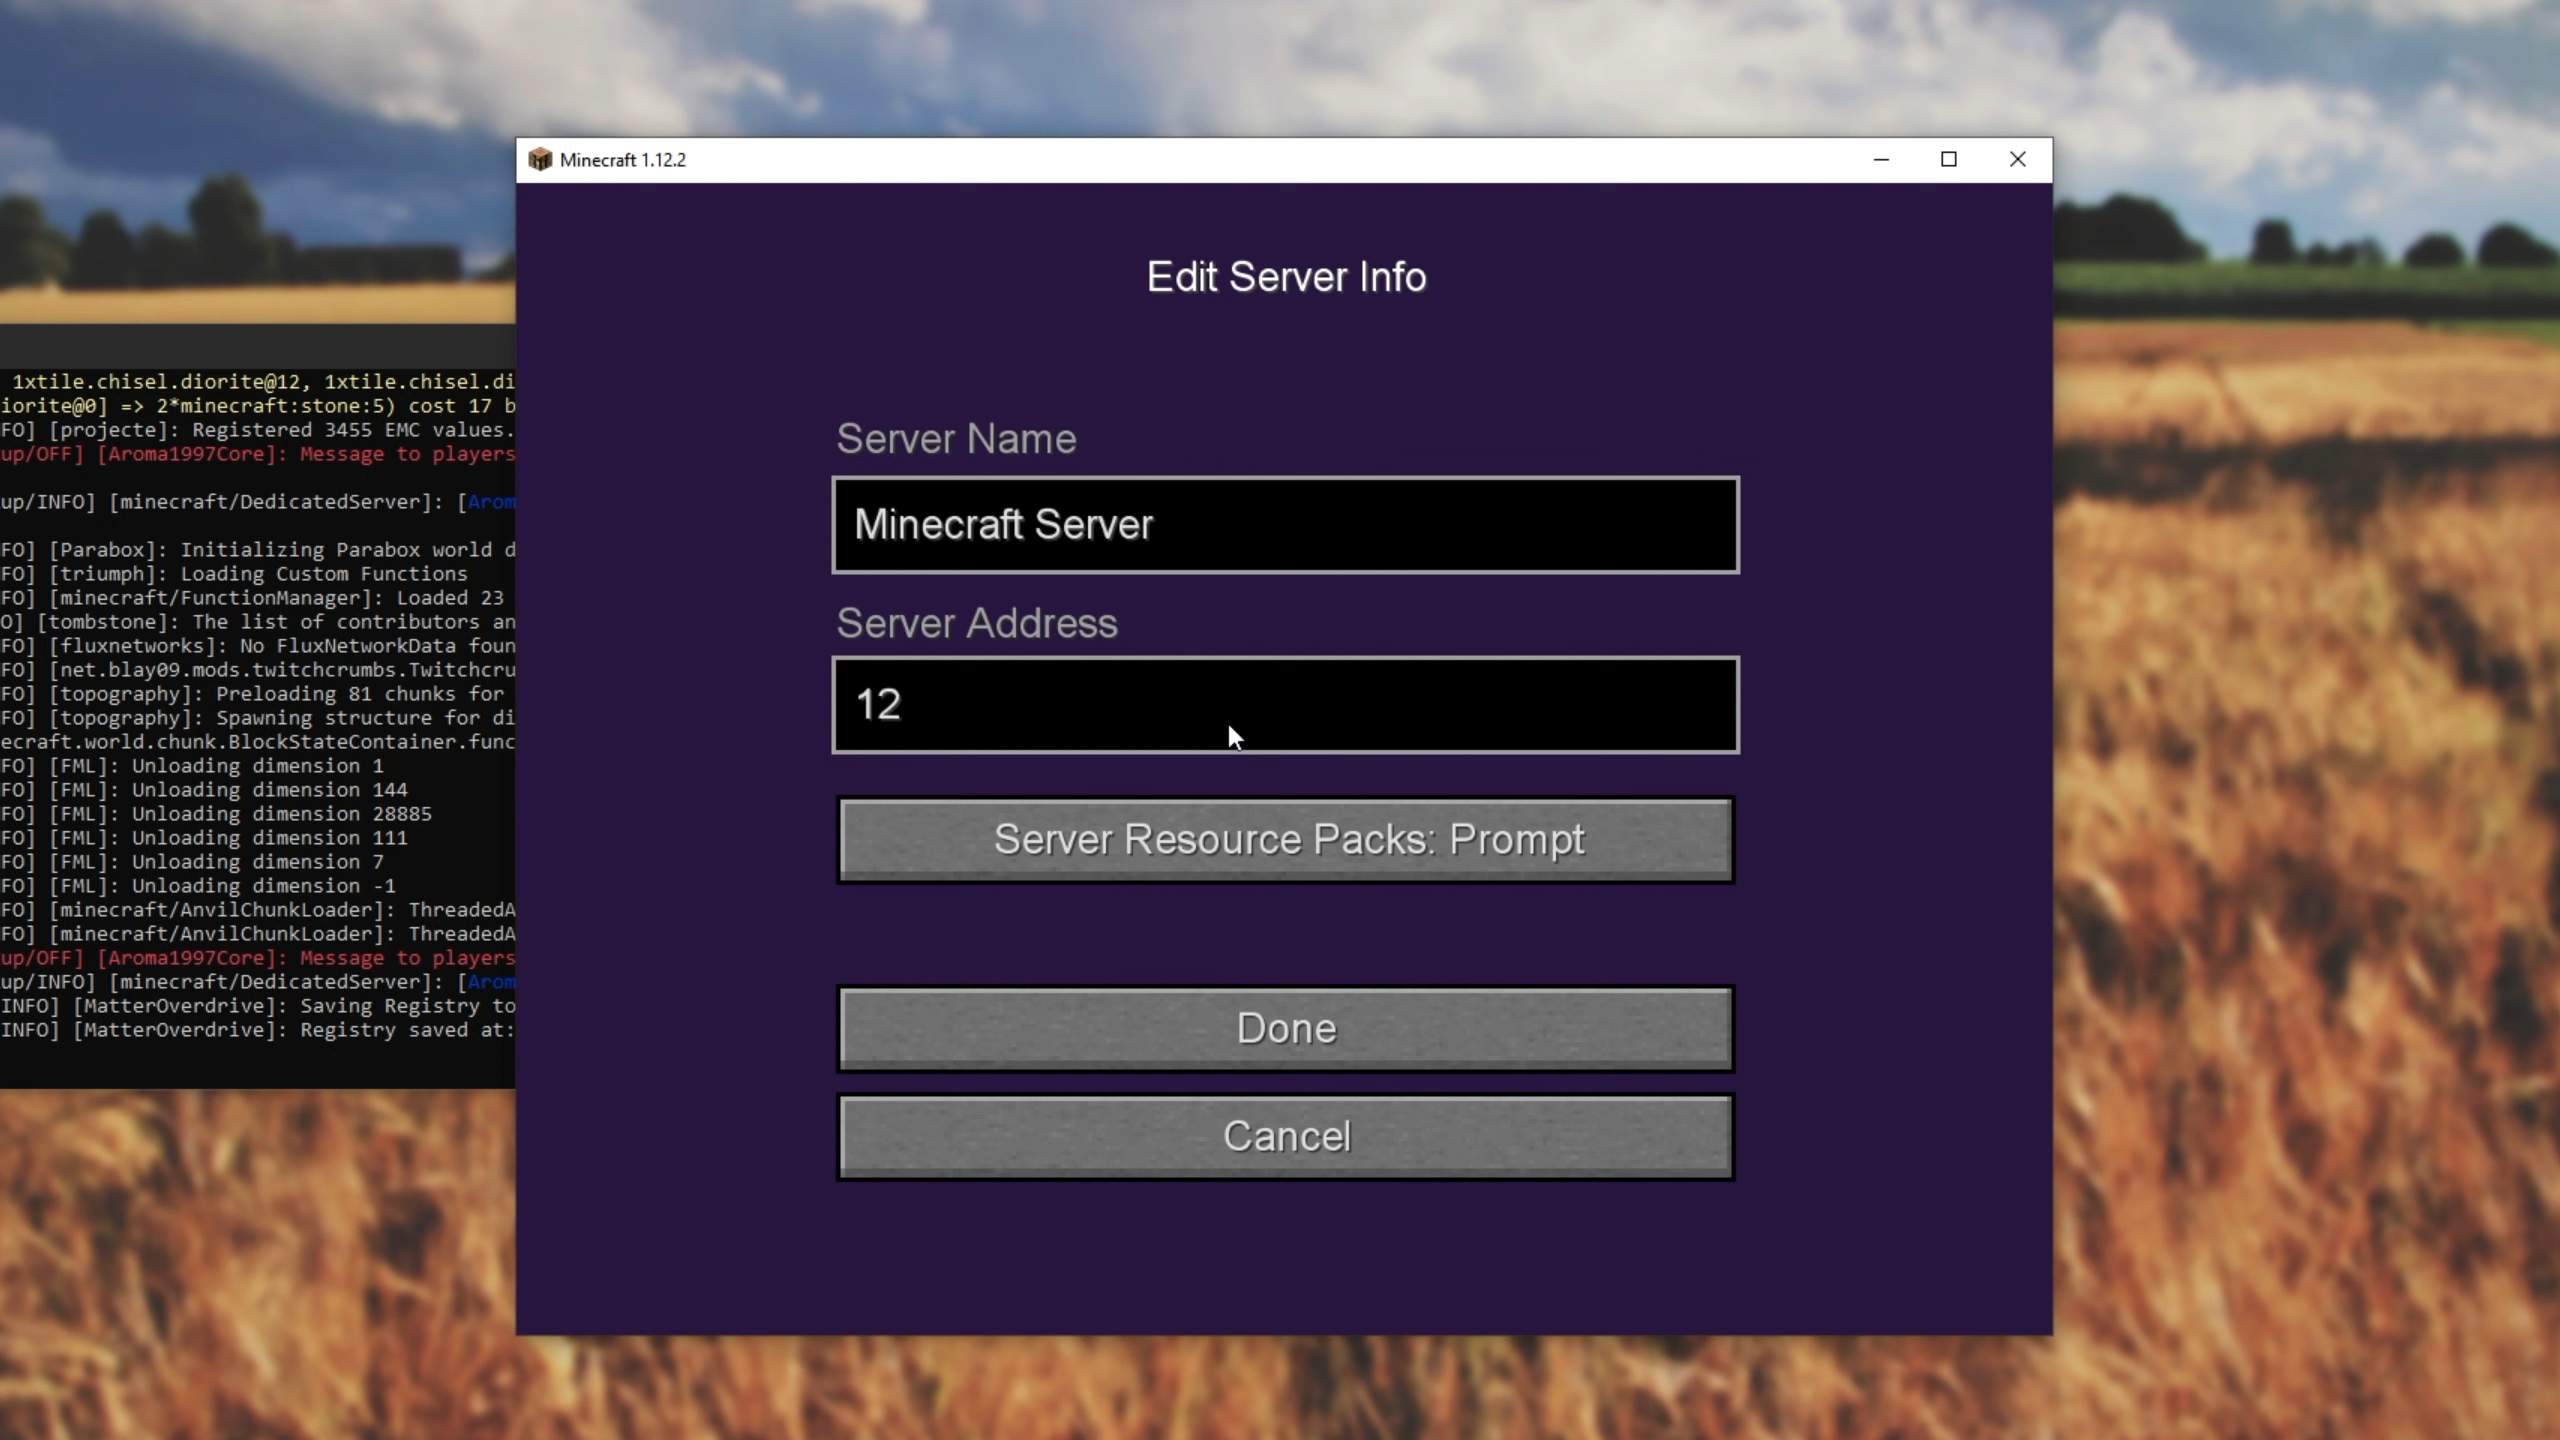 Minecraft 1.12.2
Edit Server Info
Server Name
Minecraft Server
Server Address
12
Server Resource Packs: Prompt
Done
Cancel
1xtile.chisel.diorite@12, 1xtile.chisel.di
iorite@0] => 2*minecraft:stone:5) cost 17 b
FO] [projecte]: Registered 3455 EMC values.
up/OFF] [Aroma1997Core]: Message to players
up/INFO] [minecraft/DedicatedServer]: [Arom
FO] [Parabox]: Initializing Parabox world d
FO] [triumph]: Loading Custom Functions
FO] [minecraft/FunctionManager]: Loaded 23
O] [tombstone]: The list of contributors an
FO] [fluxnetworks]: No FluxNetworkData foun
FO] [net.blay09.mods.twitchcrumbs.Twitchcru
FO] [topography]: Preloading 81 chunks for
FO] [topography]: Spawning structure for di
ecraft.world.chunk.BlockStateContainer.func
FO] [FML]: Unloading dimension 1
FO] [FML]: Unloading dimension 144
FO] [FML]: Unloading dimension 28885
FO] [FML]: Unloading dimension 111
FO] [FML]: Unloading dimension 7
FO] [FML]: Unloading dimension -1
FO] [minecraft/AnvilChunkLoader]: ThreadedA
FO] [minecraft/AnvilChunkLoader]: ThreadedA
up/OFF] [Aroma1997Core]: Message to players
up/INFO] [minecraft/DedicatedServer]: [Arom
INFO] [MatterOverdrive]: Saving Registry to
INFO] [MatterOverdrive]: Registry saved at: